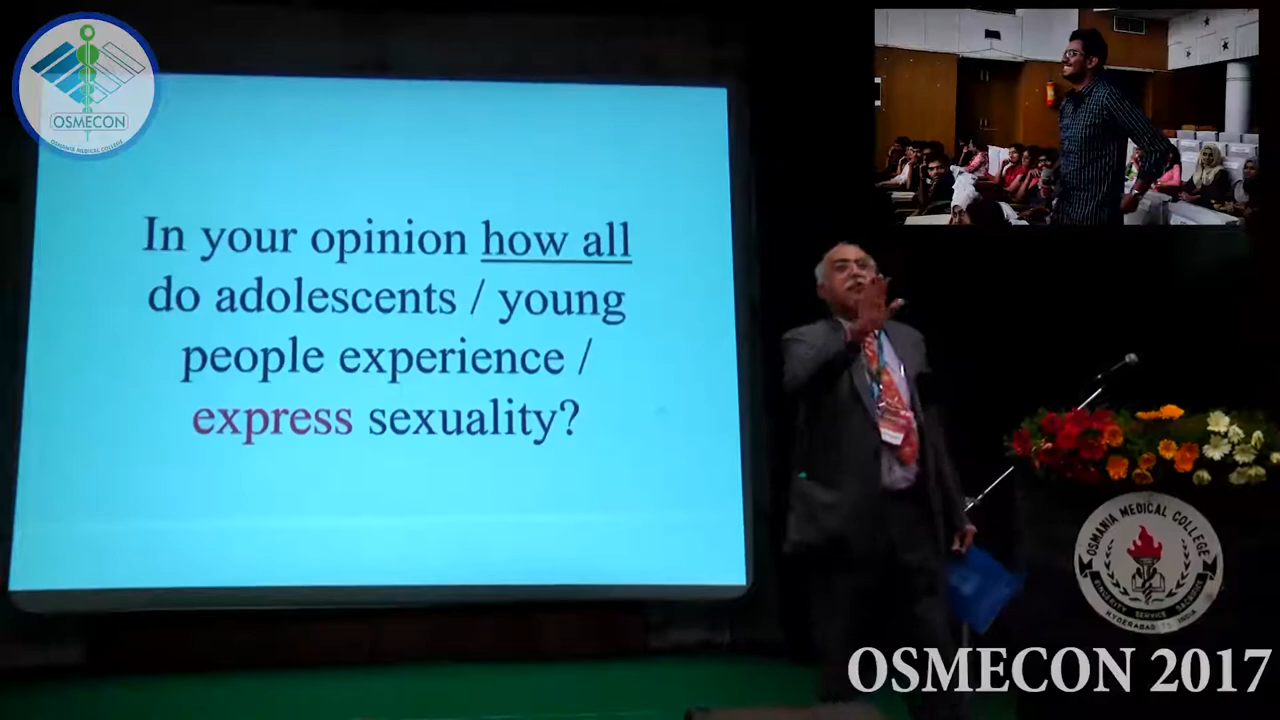 OSMECON
OSMANIA MEDICAL COLLEGE
In your opinion how all
do adolescents / young
people experience /
express sexuality?
OSMANIA MEDICAL COLLEGE
SINCERITY SERVICE SACRIFICE
HYDERABAD T.S INDIA
OSMECON 2017